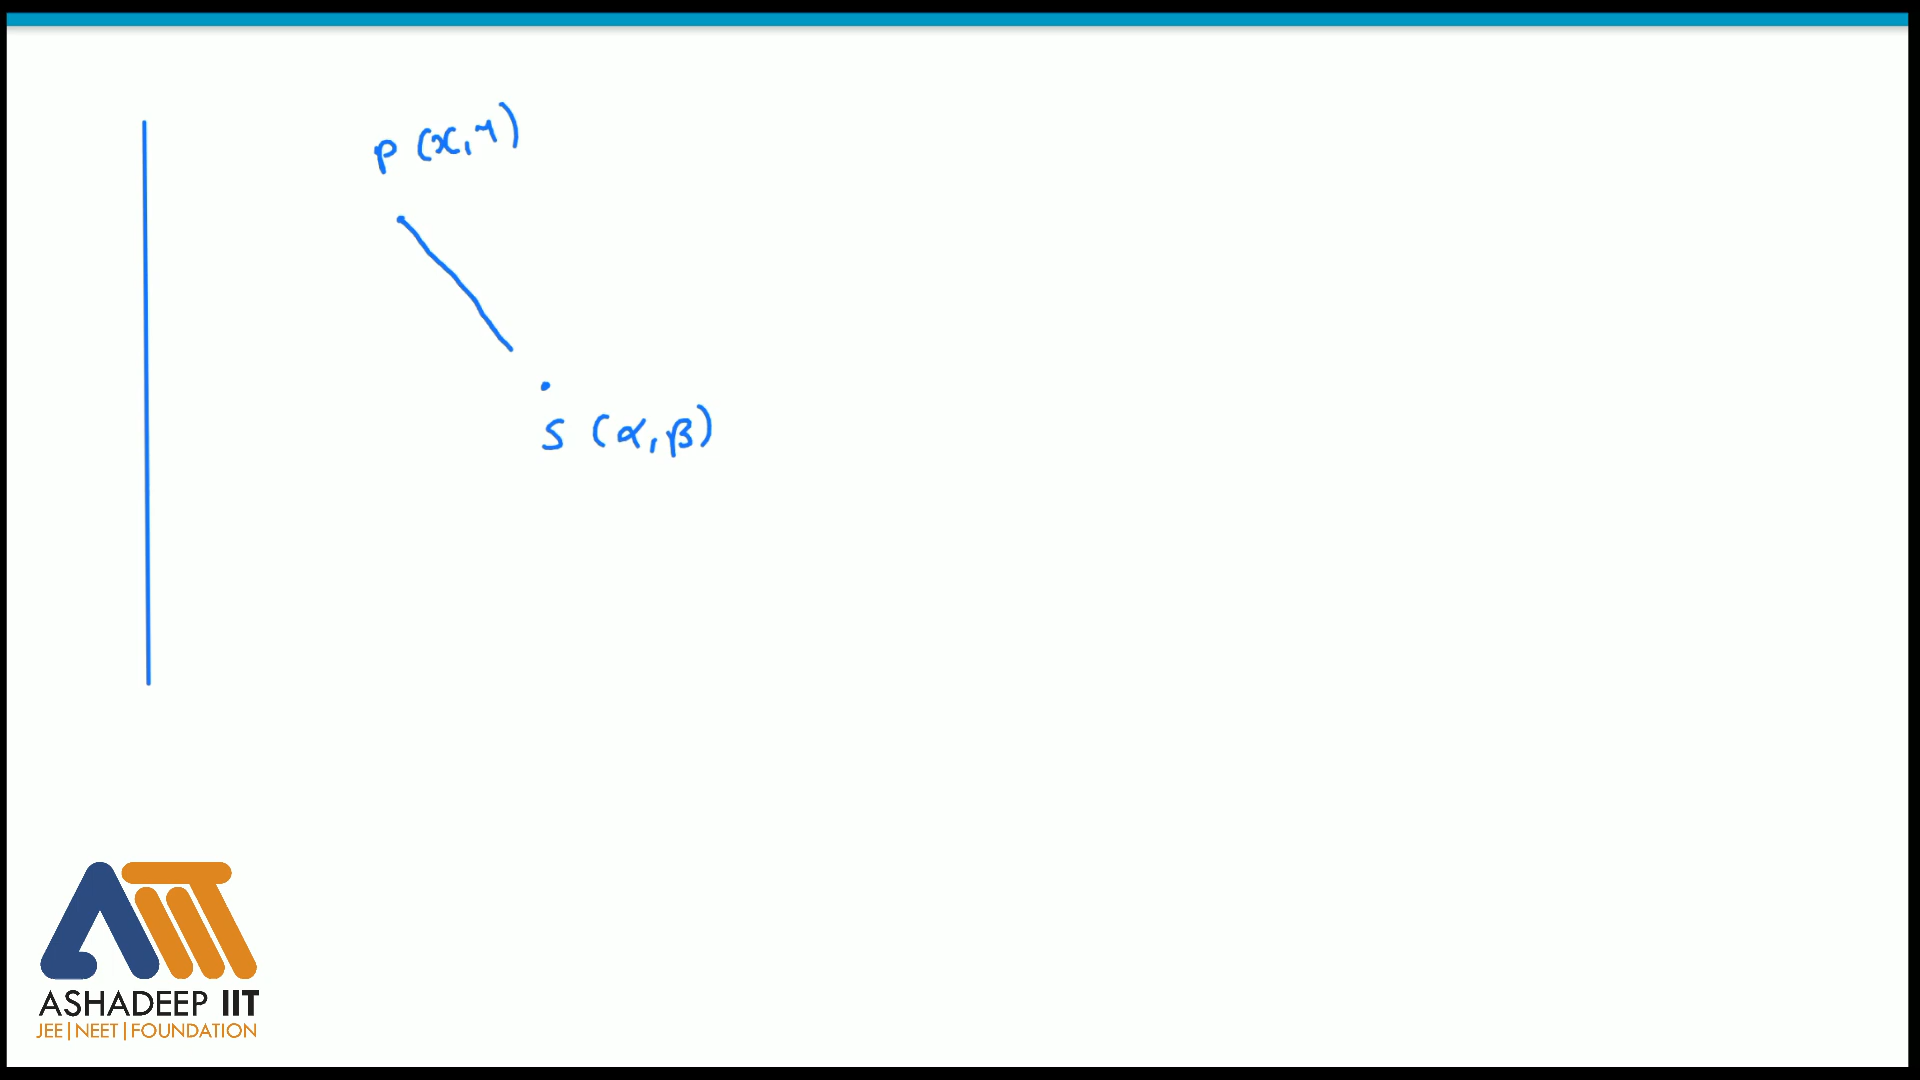 P (x, y)
S (α, β)
ASHADEEP IIT
JEE | NEET | FOUNDATION